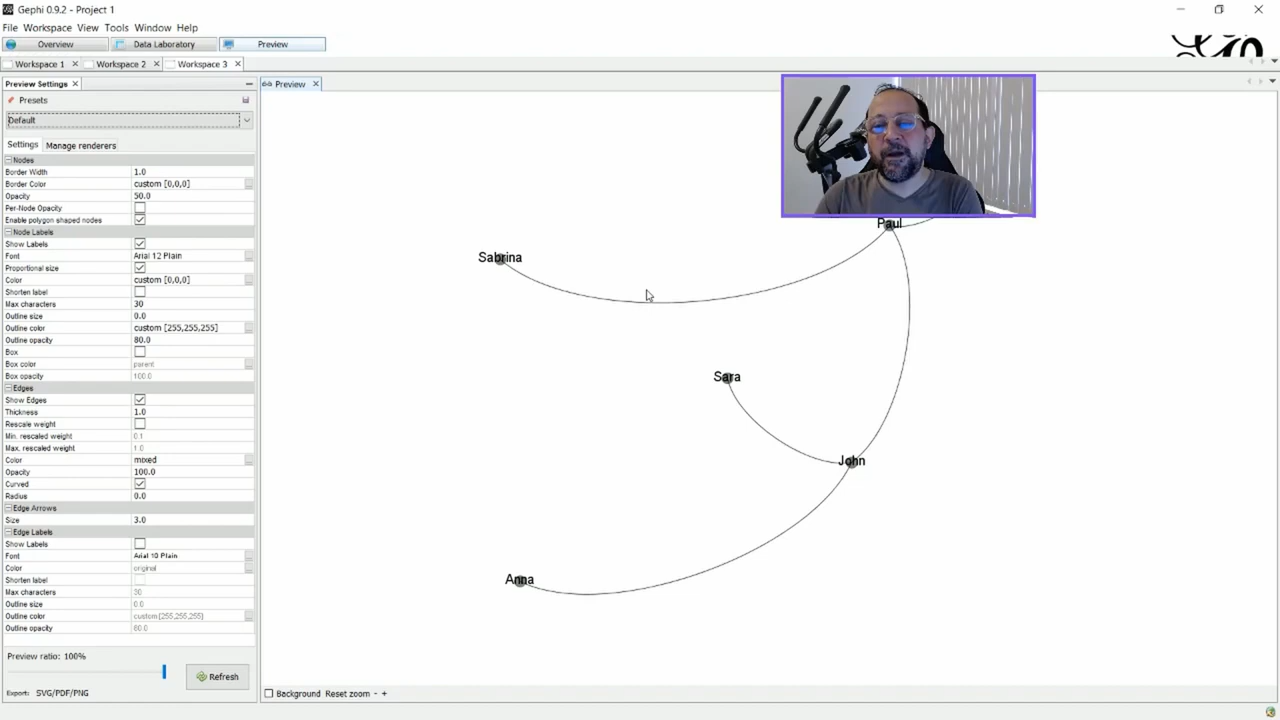 Gephi 0.9.2 - Project 1
File Workspace View Tools Window Help
Overview Data Laboratory Preview
Workspace 1 Workspace 2 Workspace 3
Preview Settings Preview
Presets
Default
Settings Manage renderers
Nodes
Border Width 1.0
Border Color custom [0,0,0]
Opacity 50.0
Per-Node Opacity
Enable polygon shaped nodes
Node Labels
Show Labels
Font Arial 12 Plain
Proportional size
Color custom [0,0,0]
Shorten label
Max characters 30
Outline size 0.0
Outline color custom [255,255,255]
Outline opacity 80.0
Box
Box color parent
Box opacity 100.0
Edges
Show Edges
Thickness 1.0
Rescale weight
Min. rescaled weight 0.1
Max. rescaled weight 1.0
Color mixed
Opacity 100.0
Curved
Radius 0.0
Edge Arrows
Size 3.0
Edge Labels
Show Labels
Font Arial 10 Plain
Color original
Shorten label
Max characters 30
Outline size 0.0
Outline color custom [255,255,255]
Outline opacity 80.0
Preview ratio: 100%
Refresh
Export: SVG/PDF/PNG
Paul
Sabrina
Sara
John
Anna
Background Reset zoom - +